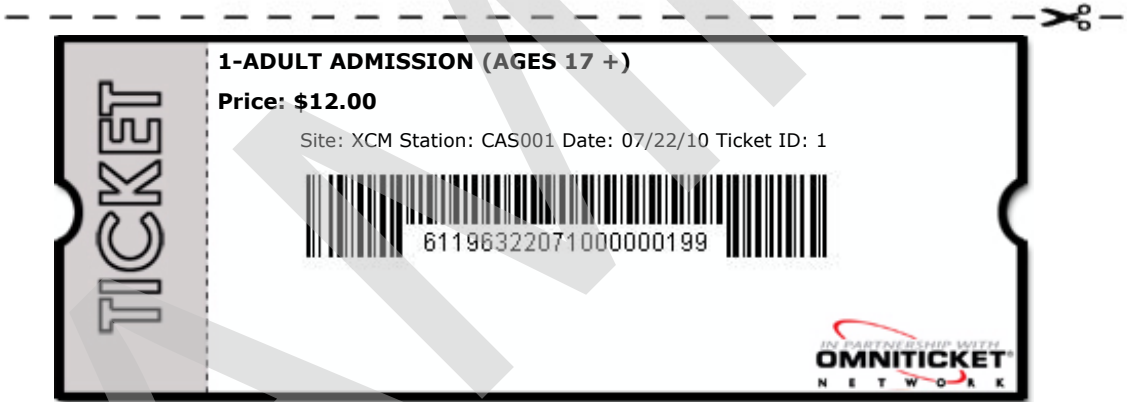 TICKET
1-ADULT ADMISSION (AGES 17 +)
Price: $12.00
Site: XCM Station: CAS001 Date: 07/22/10 Ticket ID: 1
611963220710000000199
IN PARTNERSHIP WITH
OMNITICKET
NETWORK